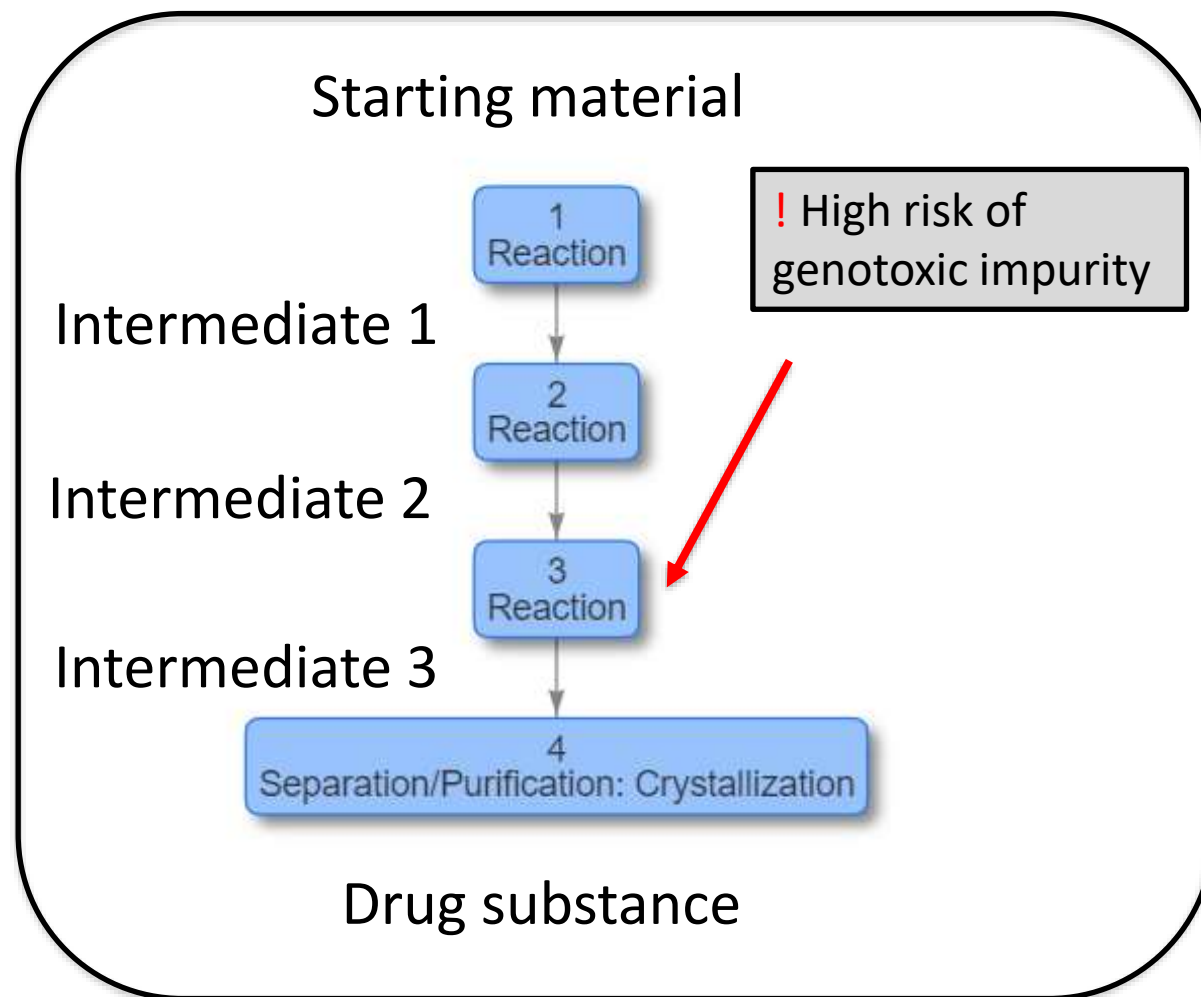 Starting material
1
Reaction
! High risk of
genotoxic impurity
Intermediate 1
2
Reaction
Intermediate 2
3
Reaction
Intermediate 3
4
Separation/Purification: Crystallization
Drug substance